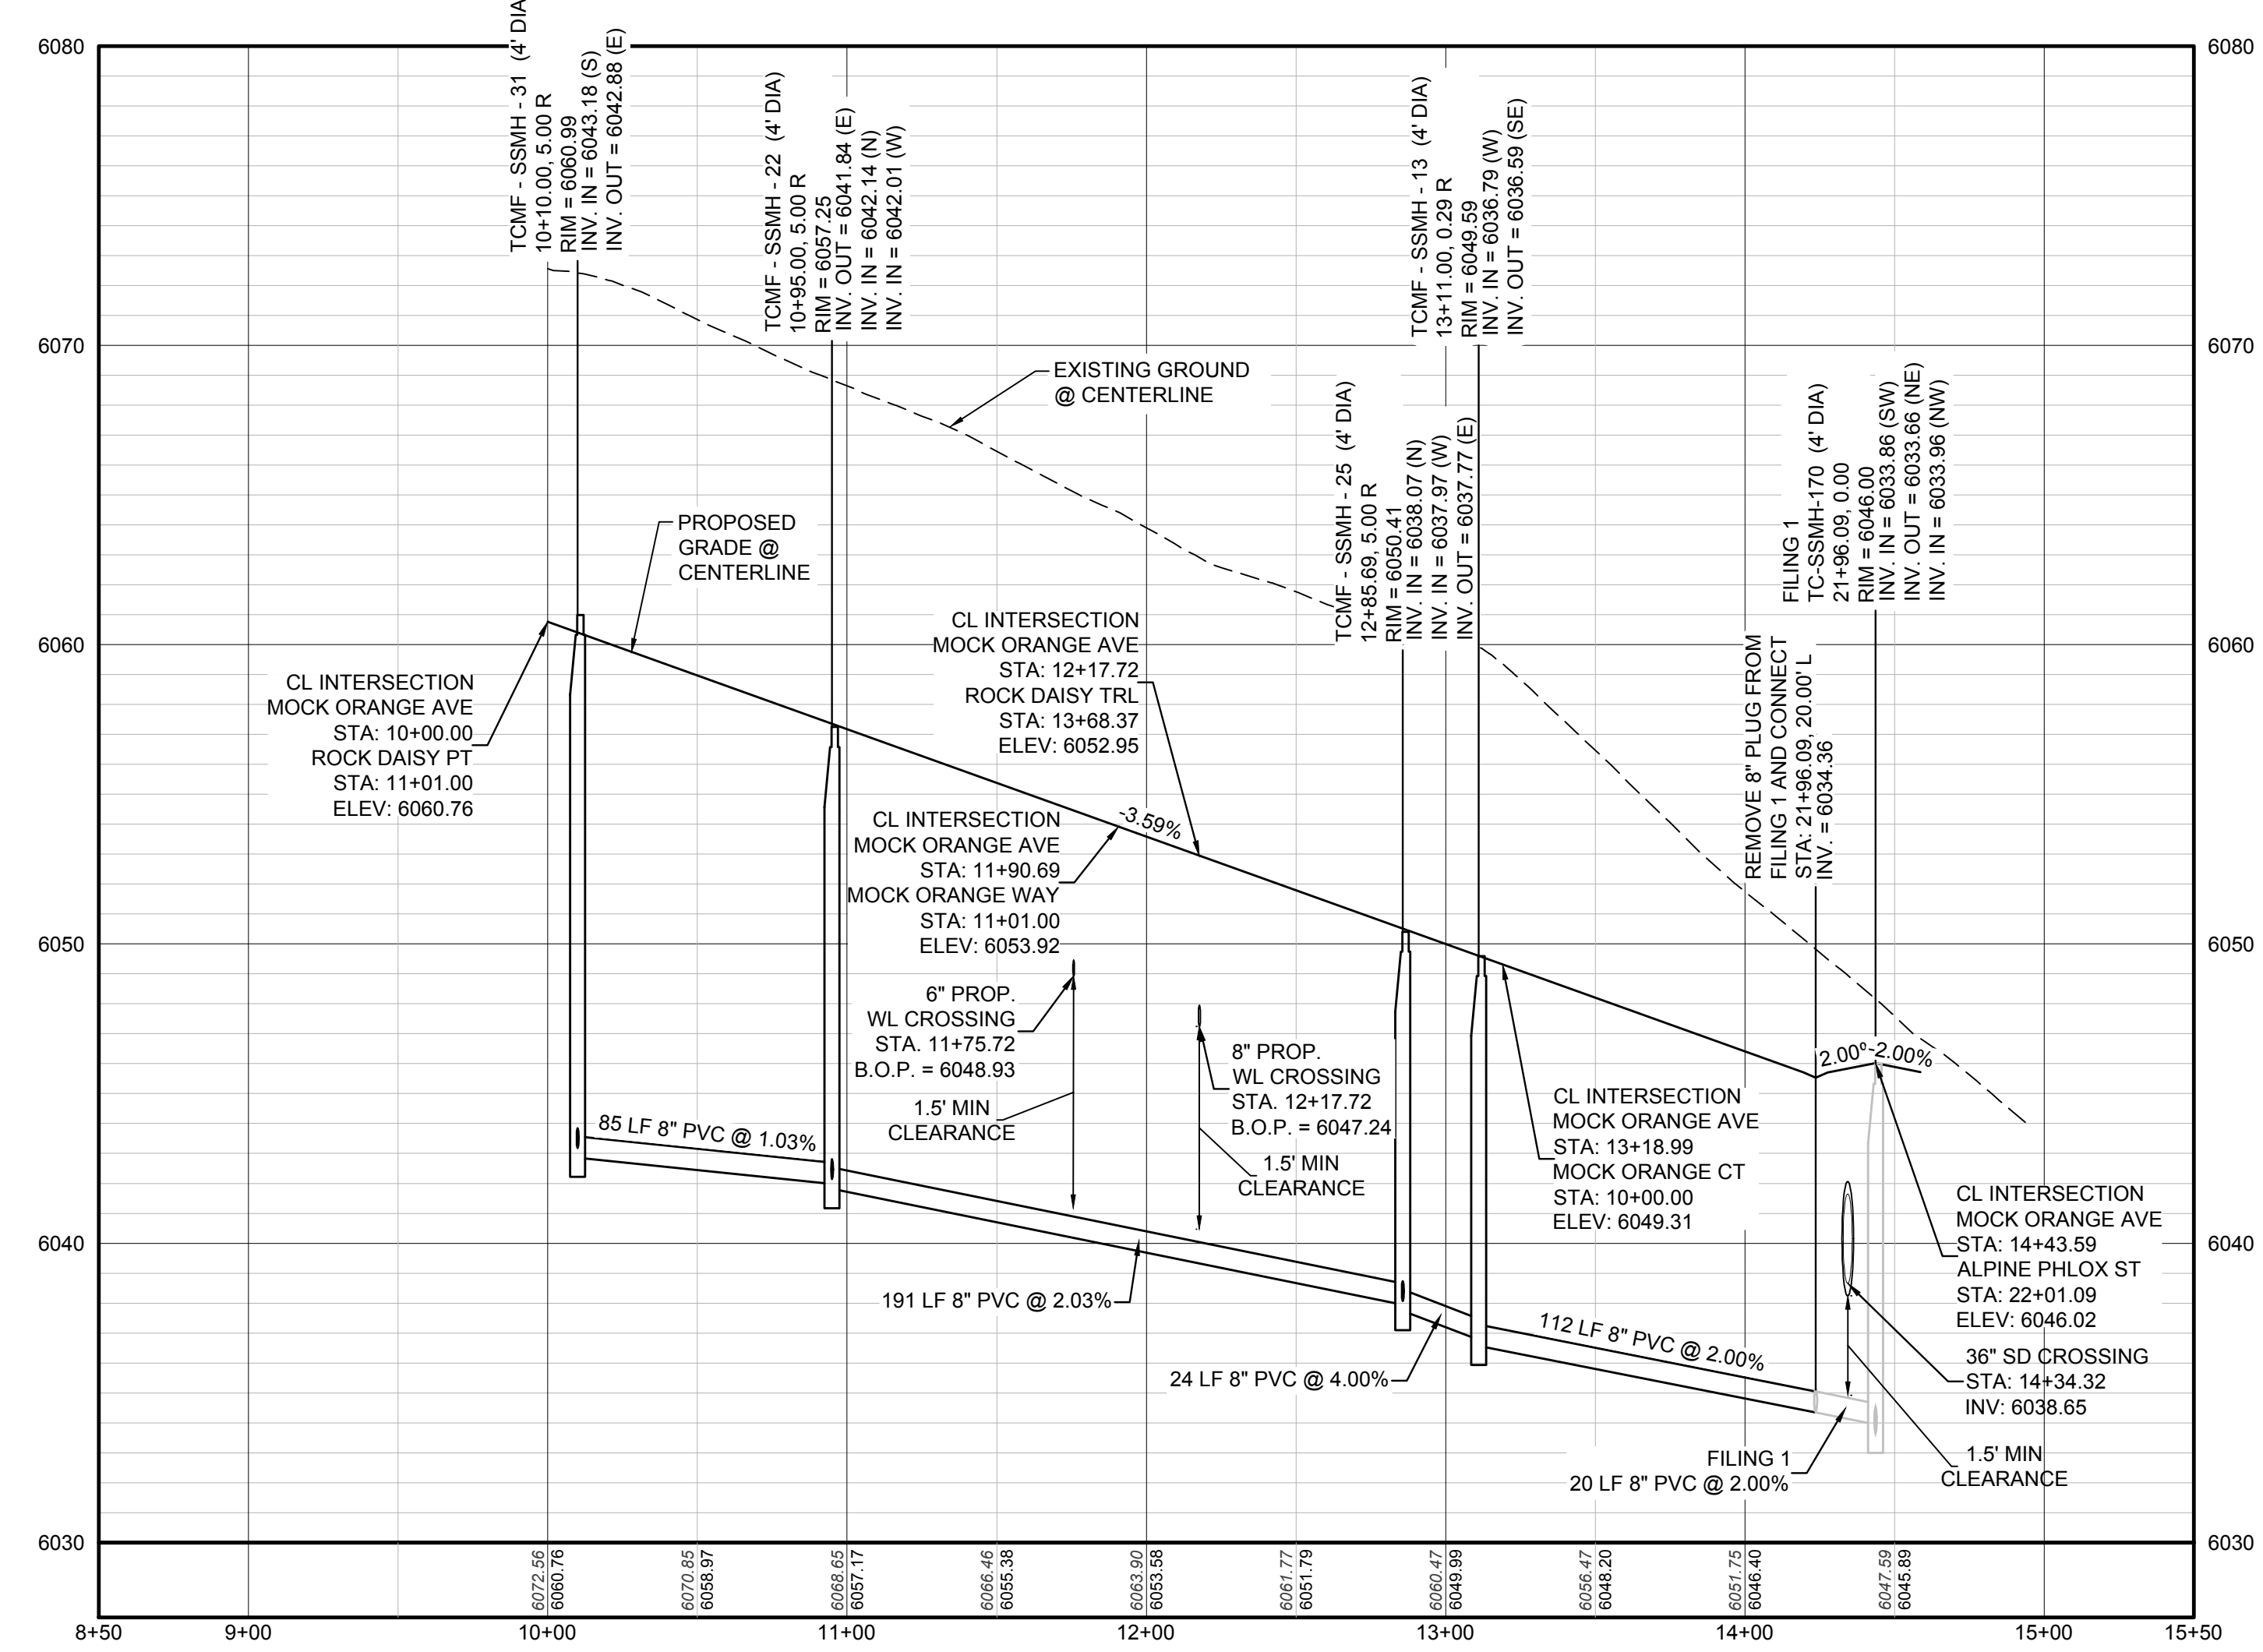 TCMF - SSMH - 31 (4' DIA
10+10.00, 5.00 R
RIM = 6060.99
INV. IN = 6043.18 (S)
INV. OUT = 6042.88 (E)
TCMF - SSMH - 22 (4' DIA)
10+95.00, 5.00 R
RIM = 6057.25
INV. OUT = 6041.84 (E)
INV. IN = 6042.14 (N)
INV. IN = 6042.01 (W)
TCMF - SSMH - 13 (4' DIA)
13+11.00, 0.29 R
RIM = 6049.59
INV. IN = 6036.79 (W)
INV. OUT = 6036.59 (SE)
TCMF - SSMH - 25 (4' DIA)
12+85.69, 5.00 R
RIM = 6050.41
INV. IN = 6038.07 (N)
INV. IN = 6037.97 (W)
INV. OUT = 6037.77 (E)
FILING 1
TC-SSMH-170 (4' DIA)
21+96.09, 0.00
RIM = 6046.00
INV. IN = 6033.86 (SW)
INV. OUT = 6033.66 (NE)
INV. IN = 6033.96 (NW)
REMOVE 8" PLUG FROM
FILING 1 AND CONNECT
STA: 21+96.09, 20.00' L
INV. = 6034.36
EXISTING GROUND
@ CENTERLINE
PROPOSED
GRADE @
CENTERLINE
CL INTERSECTION
MOCK ORANGE AVE
STA: 10+00.00
ROCK DAISY PT
STA: 11+01.00
ELEV: 6060.76
CL INTERSECTION
MOCK ORANGE AVE
STA: 12+17.72
ROCK DAISY TRL
STA: 13+68.37
ELEV: 6052.95
-3.59%
CL INTERSECTION
MOCK ORANGE AVE
STA: 11+90.69
MOCK ORANGE WAY
STA: 11+01.00
ELEV: 6053.92
6" PROP.
WL CROSSING
STA. 11+75.72
B.O.P. = 6048.93
1.5' MIN
CLEARANCE
8" PROP.
WL CROSSING
STA. 12+17.72
B.O.P. = 6047.24
1.5' MIN
CLEARANCE
CL INTERSECTION
MOCK ORANGE AVE
STA: 13+18.99
MOCK ORANGE CT
STA: 10+00.00
ELEV: 6049.31
2.00%
-2.00%
CL INTERSECTION
MOCK ORANGE AVE
STA: 14+43.59
ALPINE PHLOX ST
STA: 22+01.09
ELEV: 6046.02
36" SD CROSSING
STA: 14+34.32
INV: 6038.65
1.5' MIN
CLEARANCE
85 LF 8" PVC @ 1.03%
191 LF 8" PVC @ 2.03%
24 LF 8" PVC @ 4.00%
112 LF 8" PVC @ 2.00%
FILING 1
20 LF 8" PVC @ 2.00%
6080
6070
6060
6050
6040
6030
6080
6070
6060
6050
6040
6030
6072.56
6060.76
6070.85
6058.97
6068.65
6057.17
6066.46
6055.38
6063.90
6053.58
6061.77
6051.79
6060.47
6049.99
6056.47
6048.20
6051.75
6046.40
6047.59
6045.89
8+50
9+00
10+00
11+00
12+00
13+00
14+00
15+00
15+50